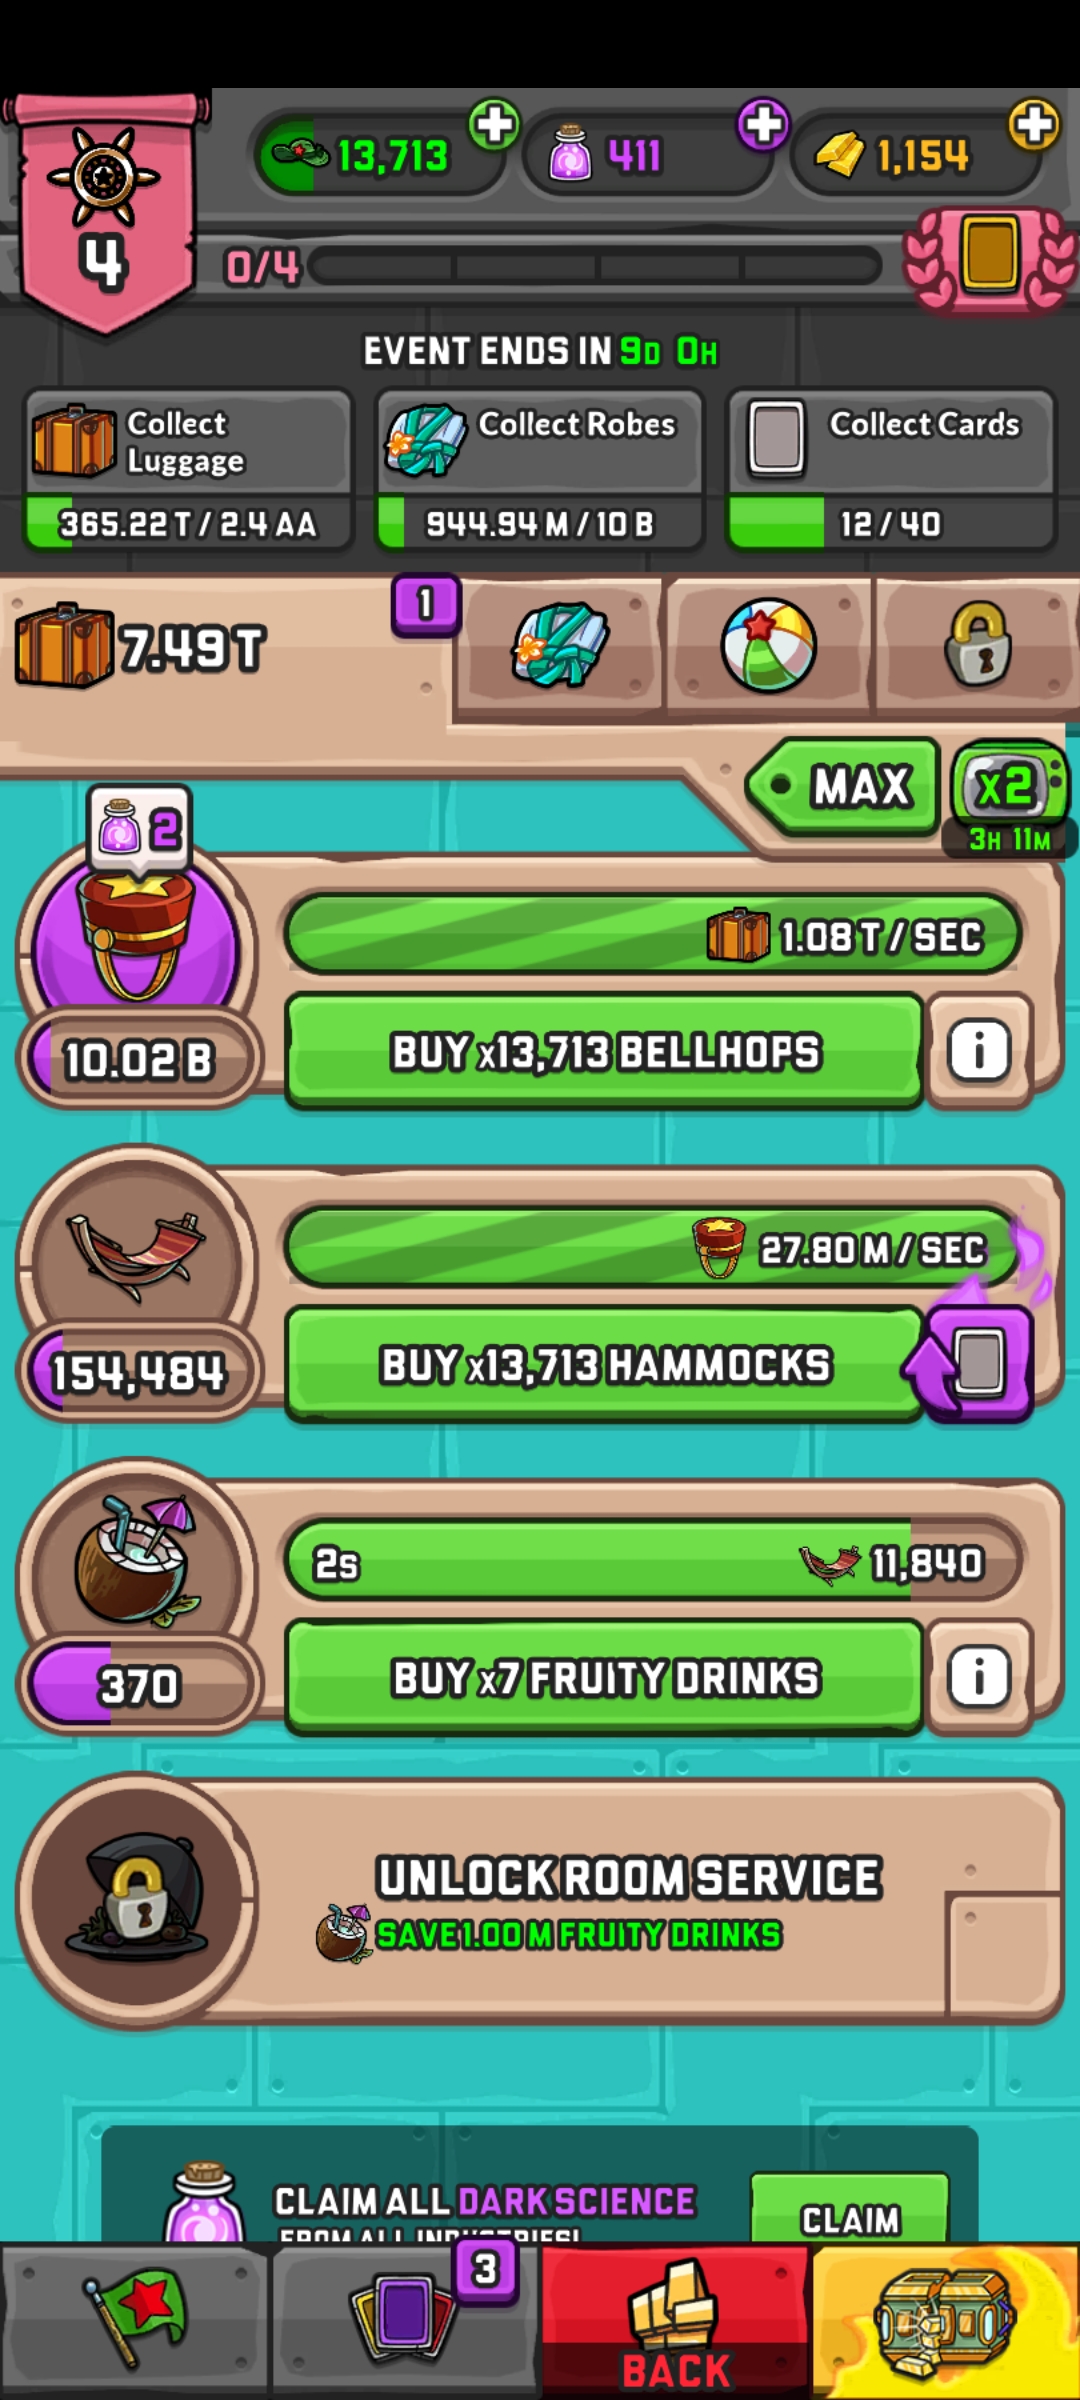 13,713
411
1,154
4
0/4
EVENT ENDS IN 9D 0H
Collect Luggage
Collect Robes
Collect Cards
365.22 T / 2.4 AA
944.94 M / 10 B
12 / 40
7.49 T
1
MAX
x2
3H 11M
2
1.08 T / SEC
10.02 B
BUY x13,713 BELLHOPS
i
27.80 M / SEC
154,484
BUY x13,713 HAMMOCKS
2s
11,840
370
BUY x7 FRUITY DRINKS
i
UNLOCK ROOM SERVICE
SAVE 1.00 M FRUITY DRINKS
CLAIM ALL DARK SCIENCE
FROM ALL INDUSTRIES!
CLAIM
3
BACK